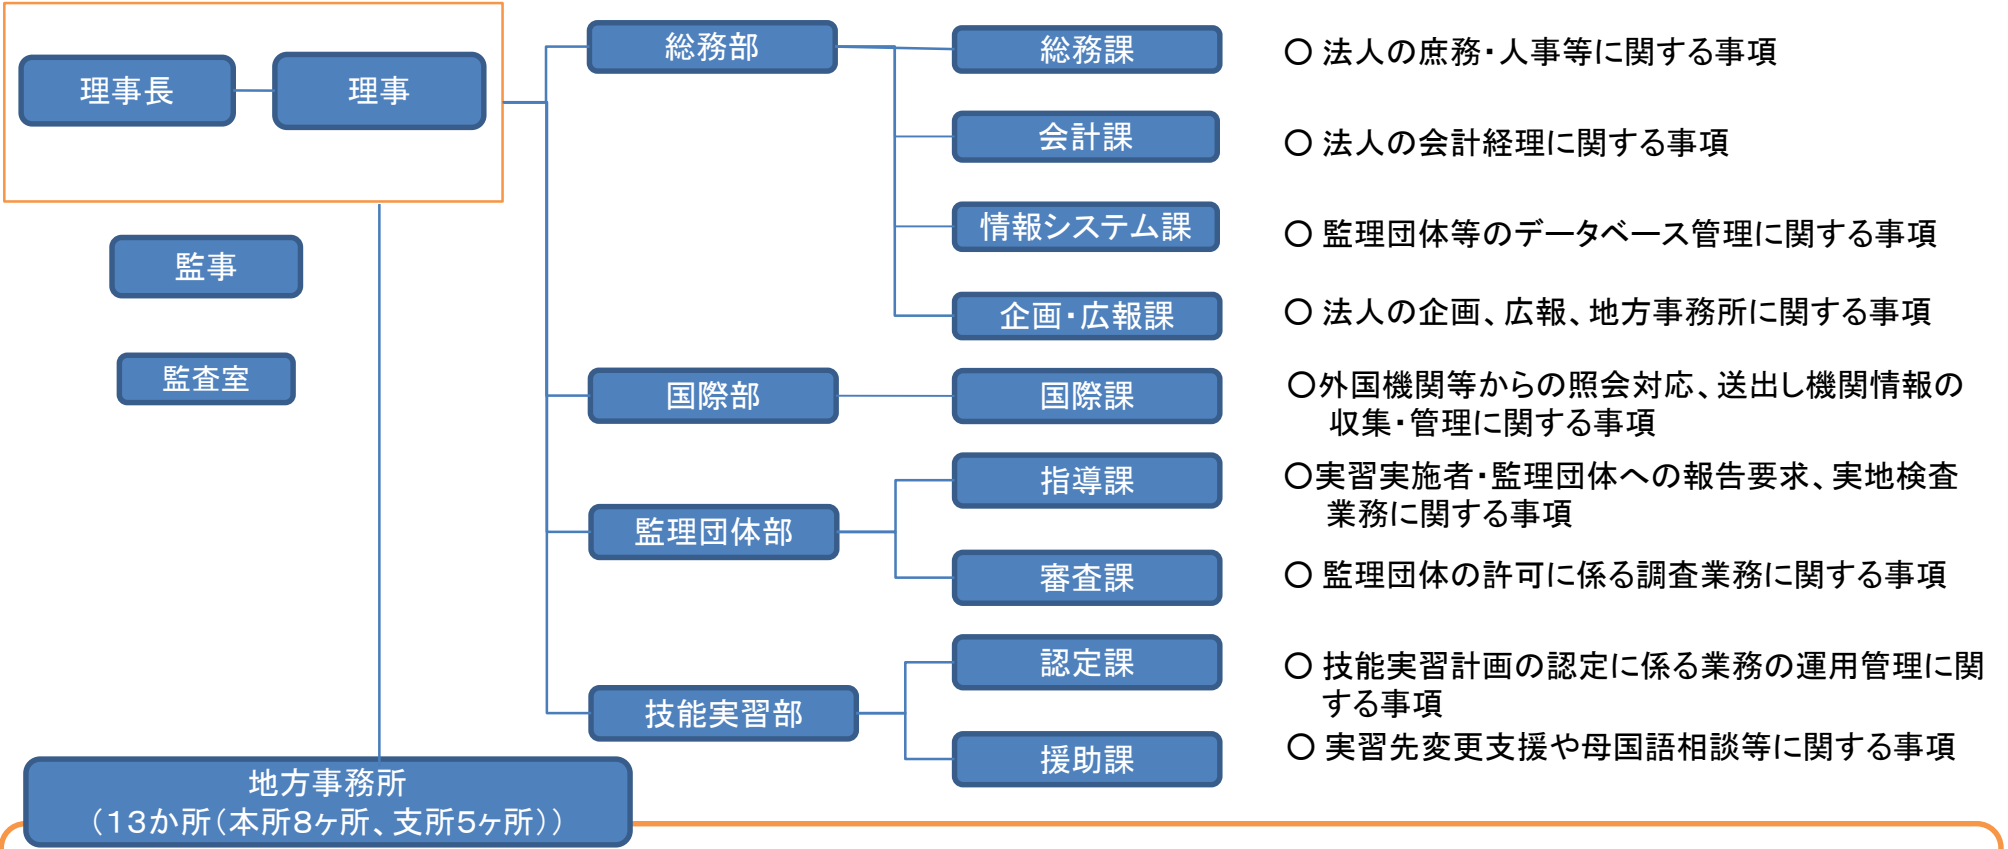 理事長
理事
監事
監査室
地方事務所
（１３か所（本所８ヶ所、支所５ヶ所））
総務部
総務課
○ 法人の庶務・人事等に関する事項
会計課
○ 法人の会計経理に関する事項
情報システム課
○ 監理団体等のデータベース管理に関する事項
企画・広報課
○ 法人の企画、広報、地方事務所に関する事項
国際部
国際課
○外国機関等からの照会対応、送出し機関情報の
収集・管理に関する事項
監理団体部
指導課
○実習実施者・監理団体への報告要求、実地検査
業務に関する事項
審査課
○ 監理団体の許可に係る調査業務に関する事項
技能実習部
認定課
○ 技能実習計画の認定に係る業務の運用管理に関
する事項
援助課
○ 実習先変更支援や母国語相談等に関する事項